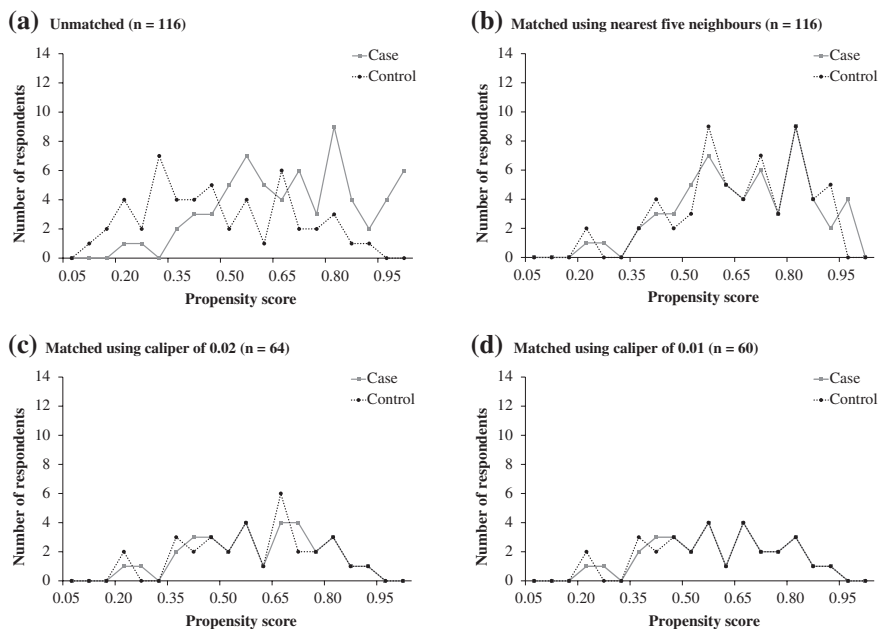 (a) Unmatched (n = 116)
Number of respondents
14
12
10
8
6
4
2
0
Case
Control
0.05 0.20 0.35 0.50 0.65 0.80 0.95
Propensity score
(b) Matched using nearest five neighbours (n = 116)
Number of respondents
14
12
10
8
6
4
2
0
Case
Control
0.05 0.20 0.35 0.50 0.65 0.80 0.95
Propensity score
(c) Matched using caliper of 0.02 (n = 64)
Number of respondents
14
12
10
8
6
4
2
0
Case
Control
0.05 0.20 0.35 0.50 0.65 0.80 0.95
Propensity score
(d) Matched using caliper of 0.01 (n = 60)
Number of respondents
14
12
10
8
6
4
2
0
Case
Control
0.05 0.20 0.35 0.50 0.65 0.80 0.95
Propensity score